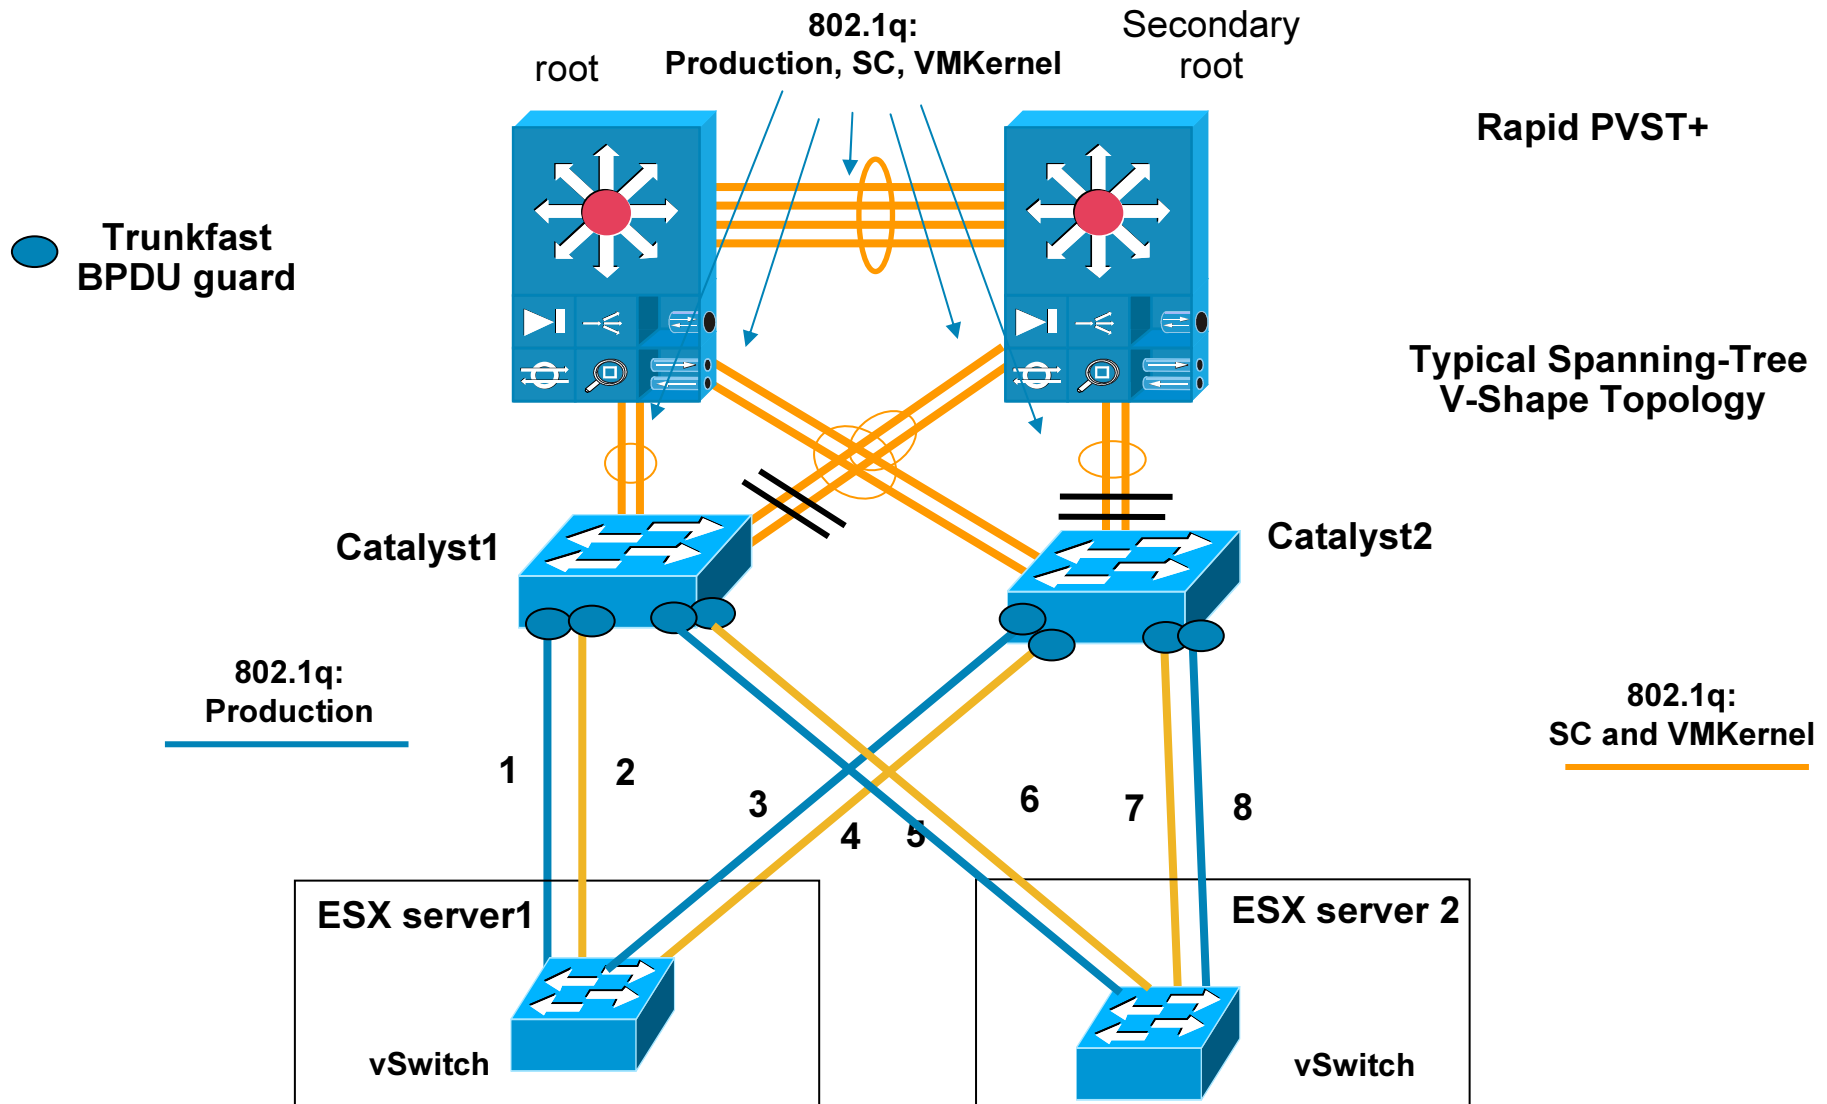 802.1q:
Production, SC, VMKernel
root
Secondary
root
Rapid PVST+
Trunkfast
BPDU guard
Typical Spanning-Tree
V-Shape Topology
Catalyst1
Catalyst2
802.1q:
Production
802.1q:
SC and VMKernel
1
2
3
4
5
6
7
8
ESX server1
ESX server 2
vSwitch
vSwitch